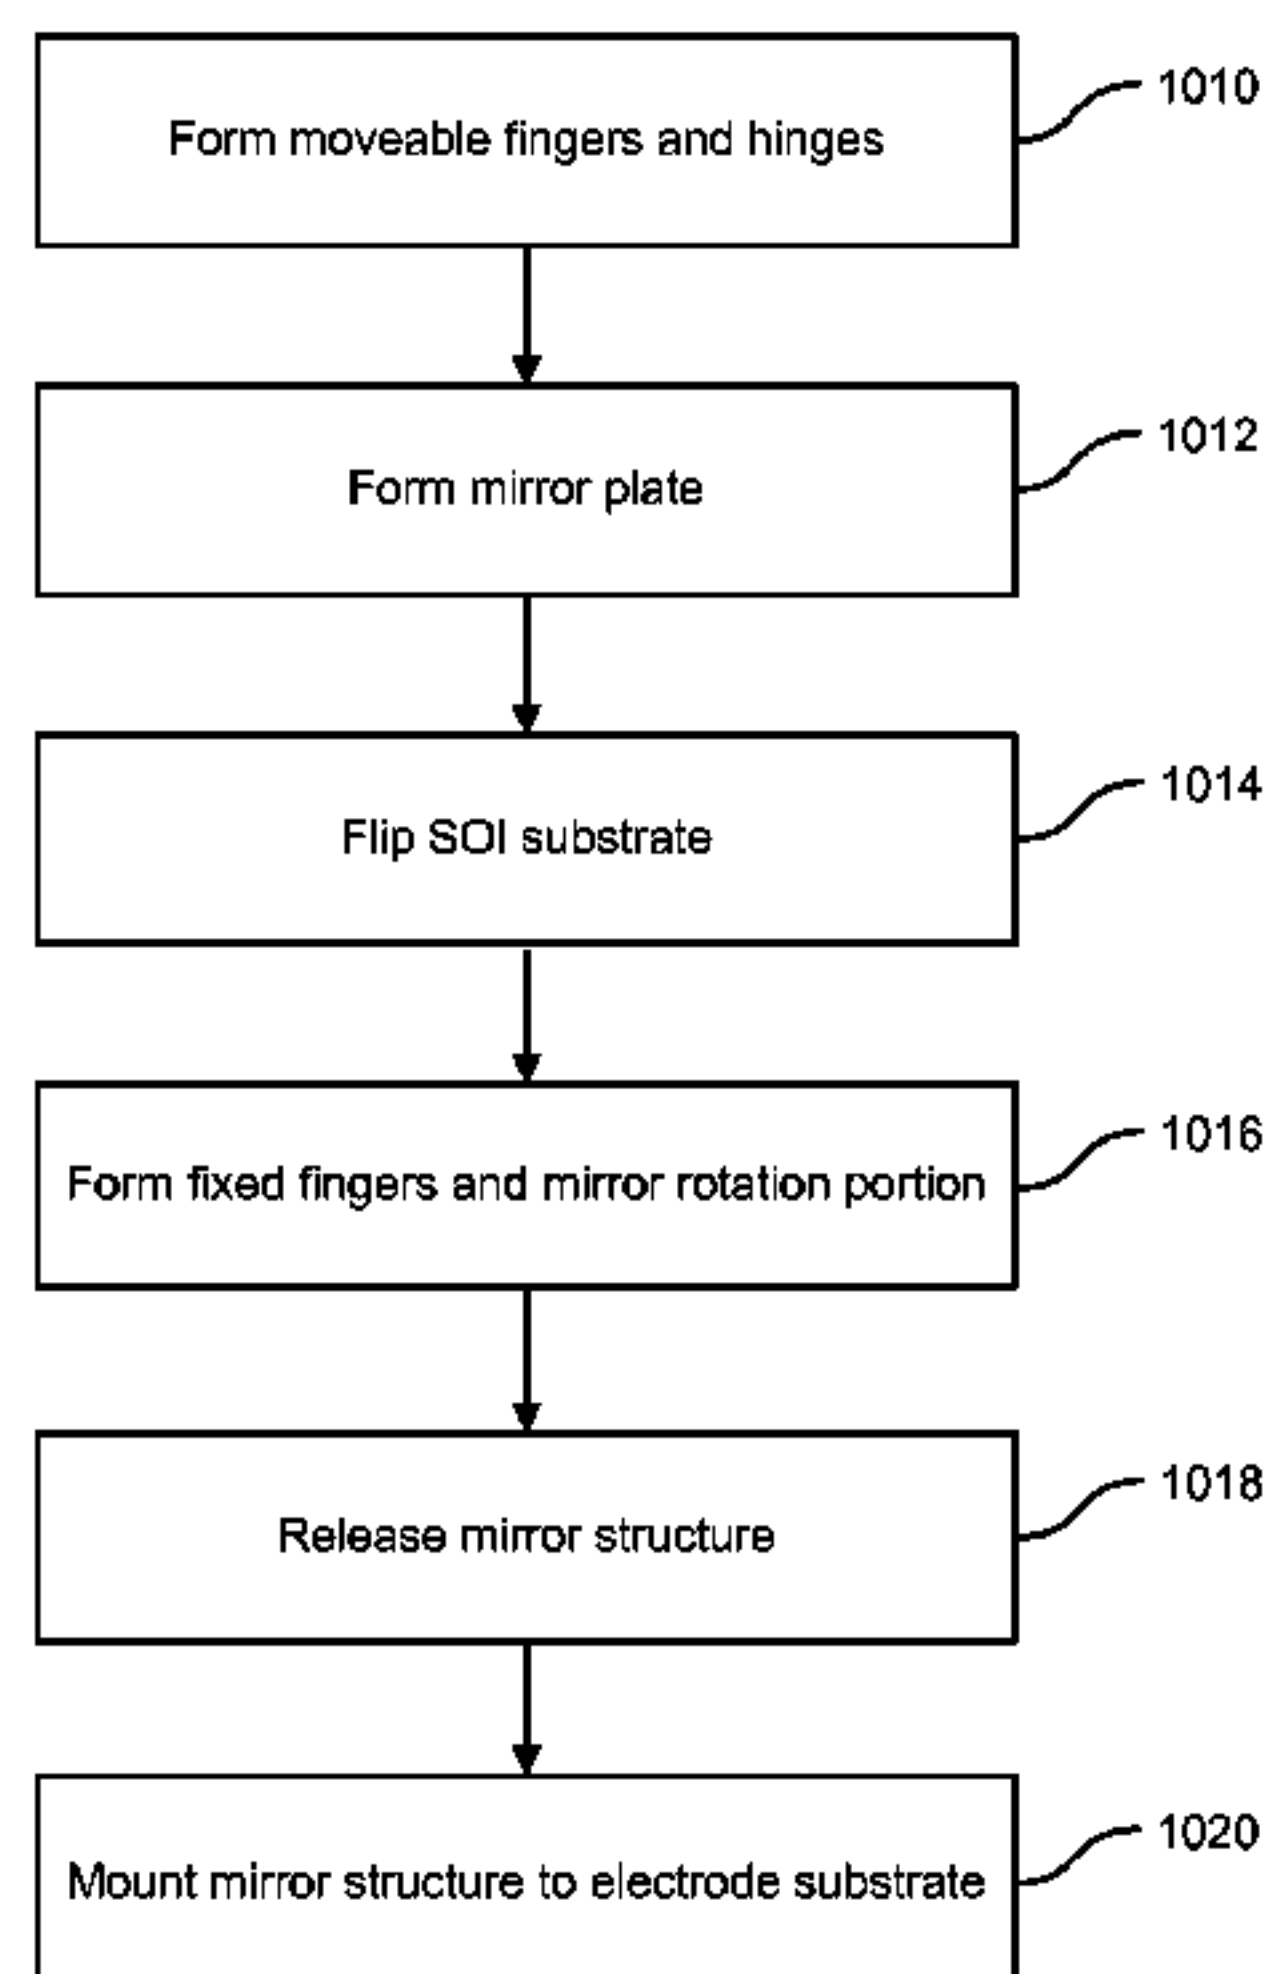 Form moveable fingers and hinges
1010
Form mirror plate
1012
Flip SOI substrate
1014
Form fixed fingers and mirror rotation portion
1016
Release mirror structure
1018
Mount mirror structure to electrode substrate
1020